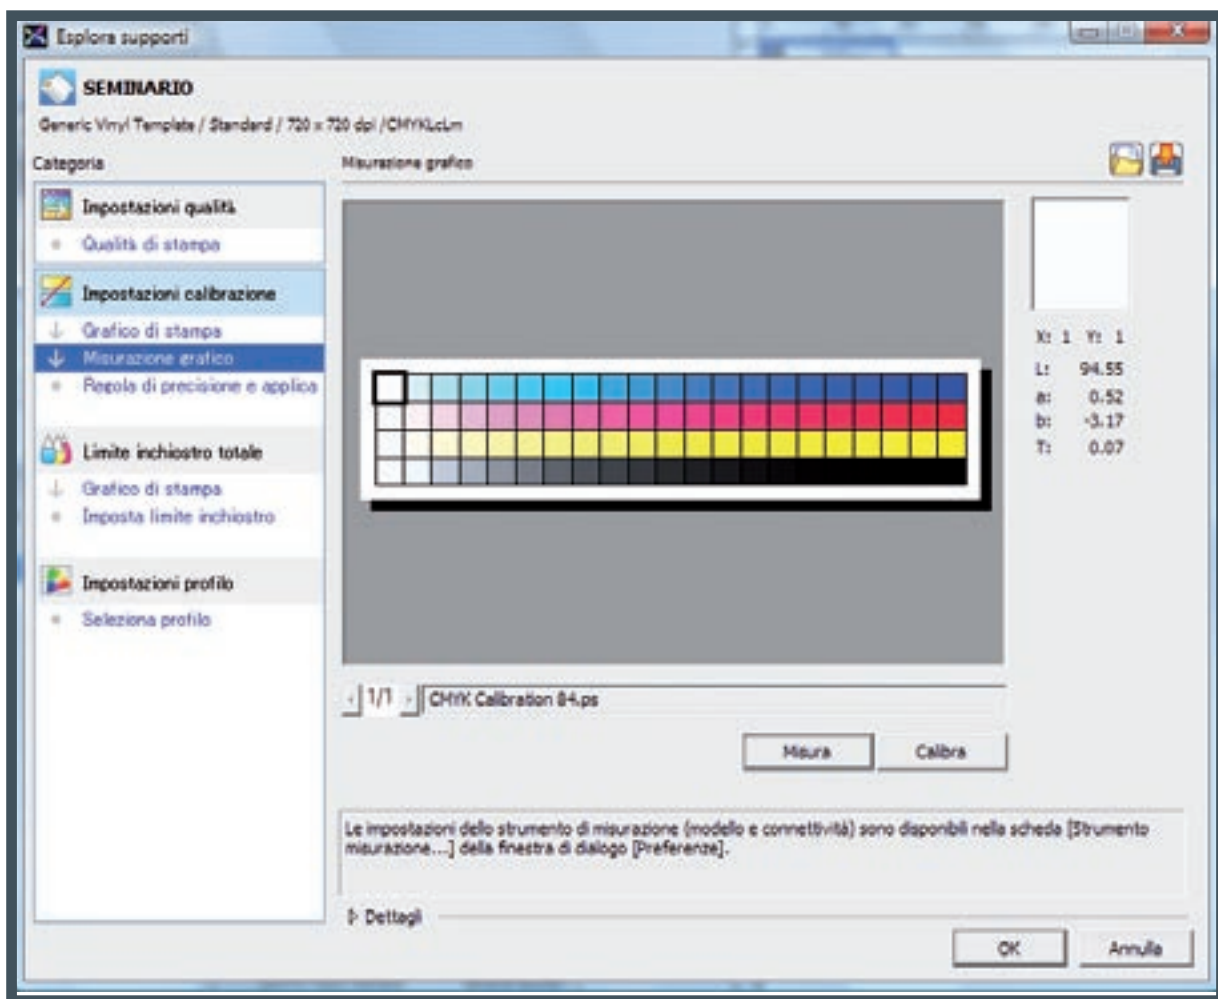 Esplora supporti
SEMINARIO
Generic Vinyl Template / Standard / 720 x 720 dpi /CMYKLcLm
Categoria
Misurazione grafico
Impostazioni qualità
Qualità di stampa
Impostazioni calibrazione
Grafico di stampa
Misurazione grafico
Regola di precisione e applica
Limite inchiostro totale
Grafico di stampa
Imposta limite inchiostro
Impostazioni profilo
Seleziona profilo
X: 1 Y: 1
L: 94.55
a: 0.52
b: -3.17
T: 0.07
1/1 CMYK Calibration 84.ps
Misura Calibra
Le impostazioni dello strumento di misurazione (modello e connettività) sono disponibili nella scheda [Strumento
misurazione...] della finestra di dialogo [Preferenze].
Dettagli
OK Annulla